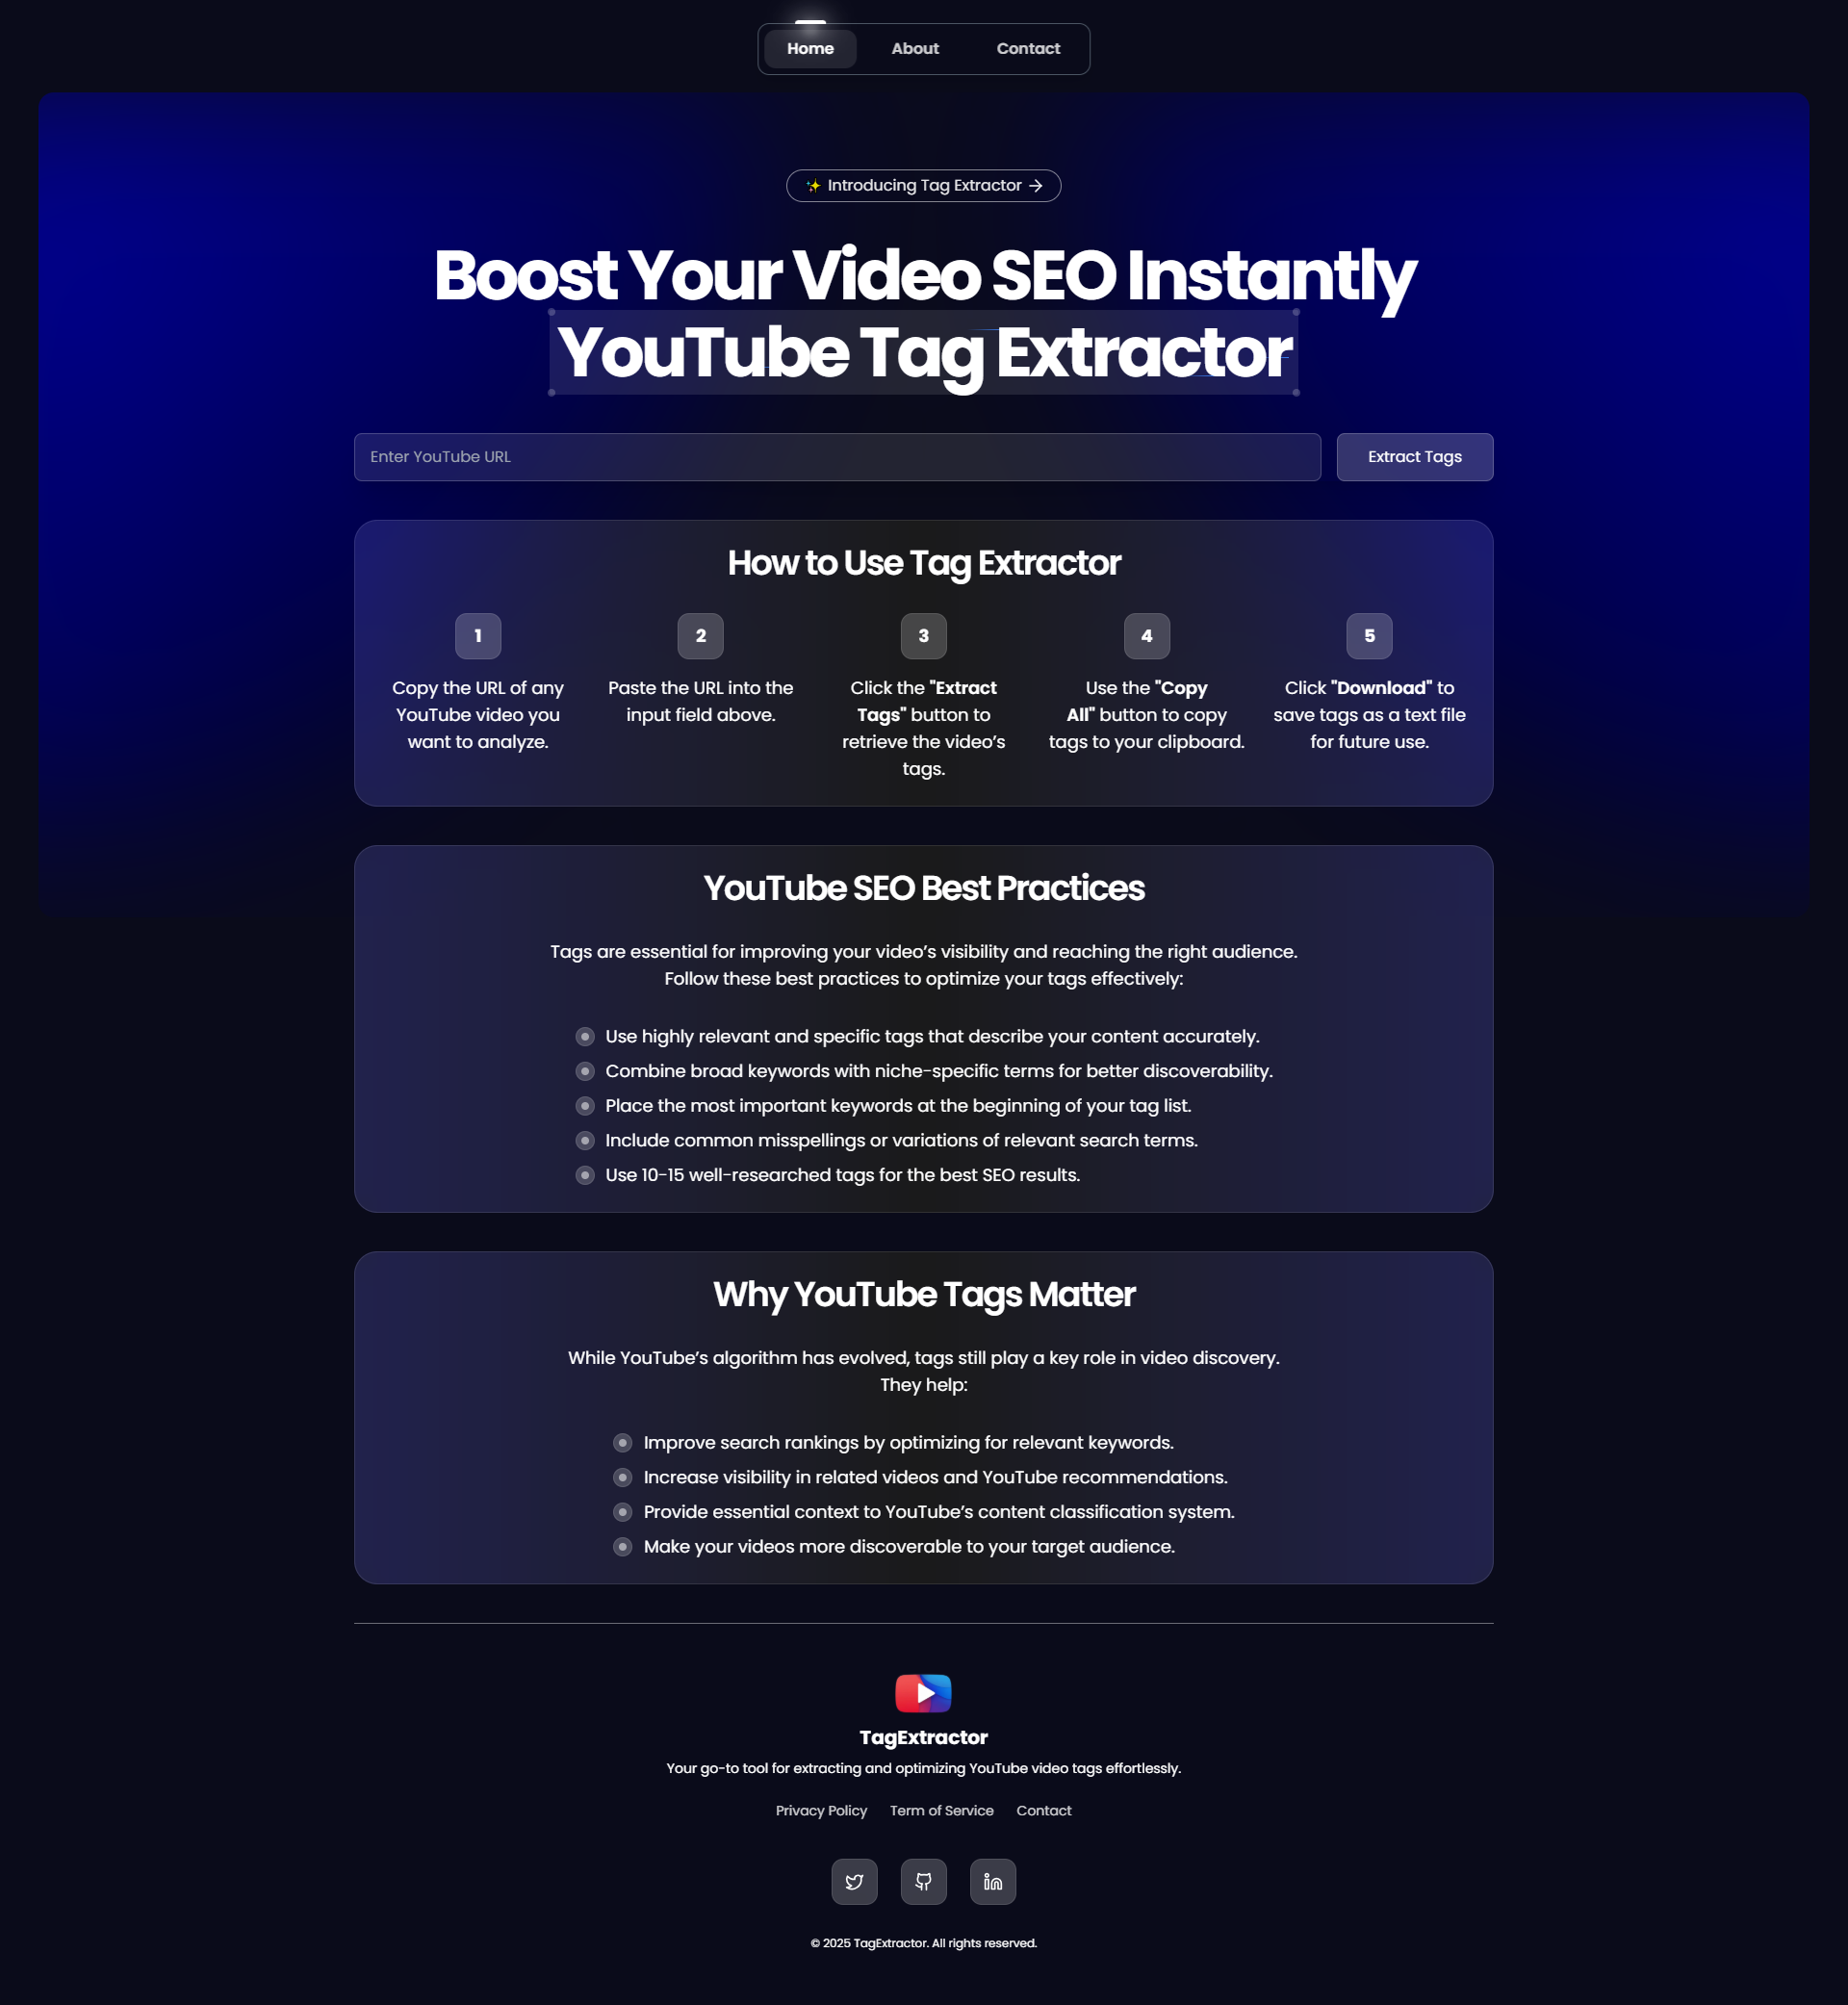 Home About Contact
✨ Introducing Tag Extractor →
Boost Your Video SEO Instantly
YouTube Tag Extractor
Enter YouTube URL
Extract Tags
How to Use Tag Extractor
1
Copy the URL of any
YouTube video you
want to analyze.
2
Paste the URL into the
input field above.
3
Click the "Extract
Tags" button to
retrieve the video’s
tags.
4
Use the "Copy
All" button to copy
tags to your clipboard.
5
Click "Download" to
save tags as a text file
for future use.
YouTube SEO Best Practices
Tags are essential for improving your video’s visibility and reaching the right audience.
Follow these best practices to optimize your tags effectively:
Use highly relevant and specific tags that describe your content accurately.
Combine broad keywords with niche-specific terms for better discoverability.
Place the most important keywords at the beginning of your tag list.
Include common misspellings or variations of relevant search terms.
Use 10-15 well-researched tags for the best SEO results.
Why YouTube Tags Matter
While YouTube’s algorithm has evolved, tags still play a key role in video discovery.
They help:
Improve search rankings by optimizing for relevant keywords.
Increase visibility in related videos and YouTube recommendations.
Provide essential context to YouTube’s content classification system.
Make your videos more discoverable to your target audience.
TagExtractor
Your go-to tool for extracting and optimizing YouTube video tags effortlessly.
Privacy Policy Term of Service Contact
© 2025 TagExtractor. All rights reserved.